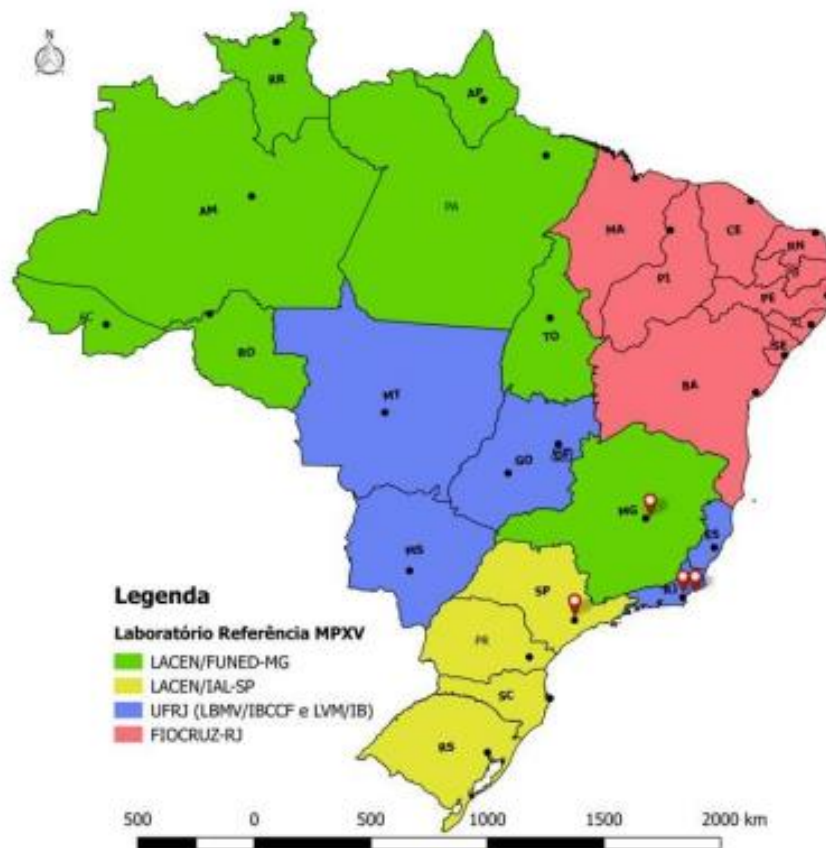 N
RR
AP
AM
PA
MA
CE
RN
PI
PE
AC
TO
AL
SE
RO
BA
MT
DF
GO
MG
ES
MS
SP
RJ
PR
SC
RS
Legenda
Laboratório Referência MPXV
LACEN/FUNED-MG
LACEN/IAL-SP
UFRJ (LBMV/IBCCF e LVM/IB)
FIOCRUZ-RJ
500 0 500 1000 1500 2000 km